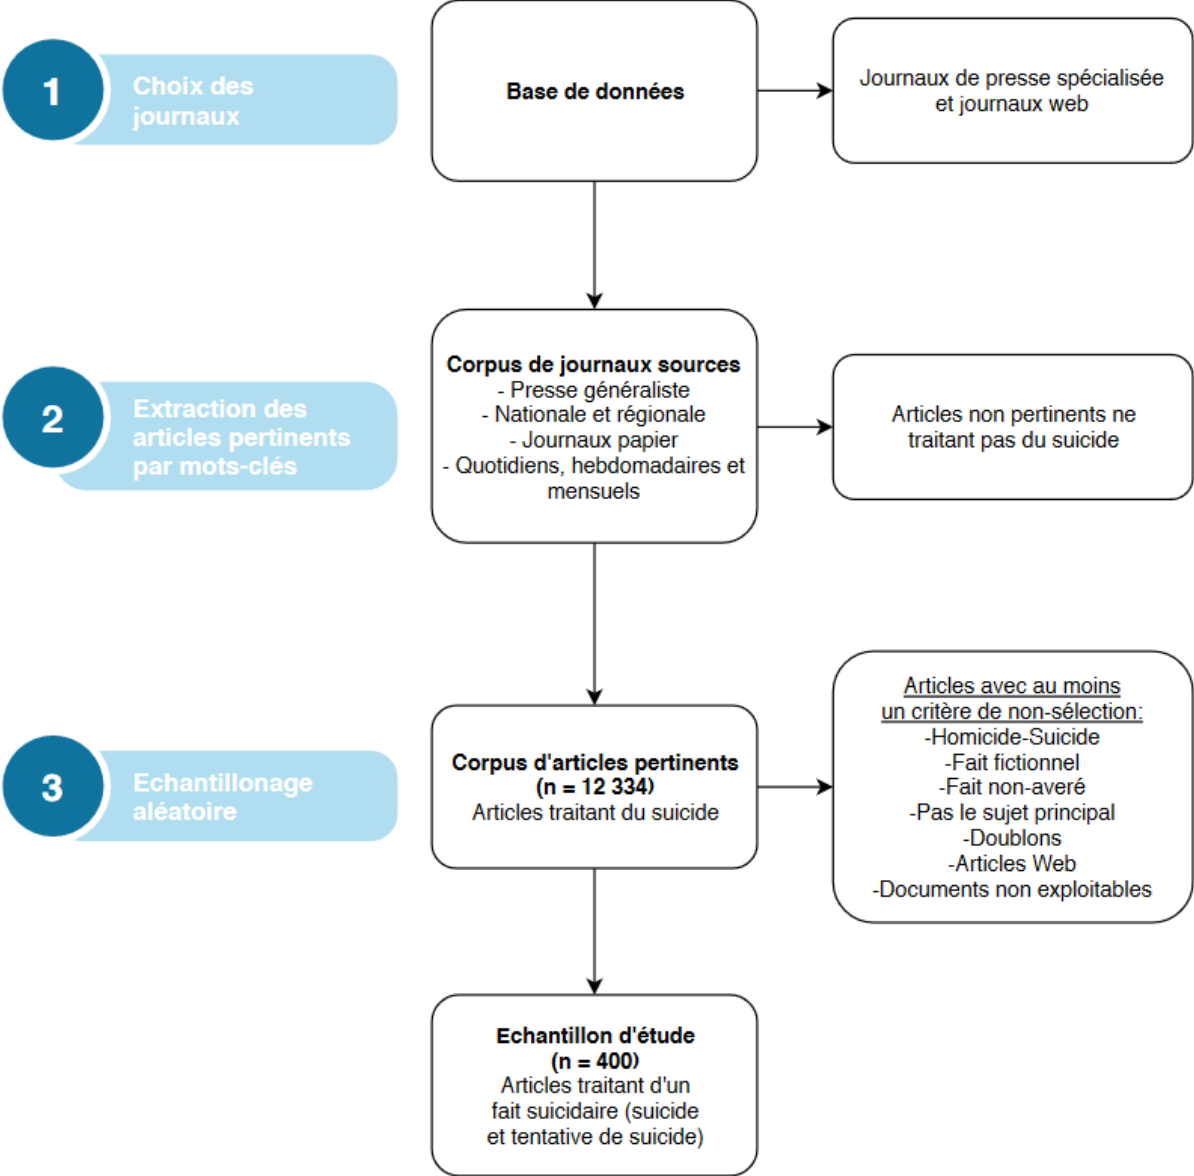 1
Choix des
journaux
Base de données
Journaux de presse spécialisée
et journaux web
2
Extraction des
articles pertinents
par mots-clés
Corpus de journaux sources
- Presse généraliste
- Nationale et régionale
- Journaux papier
- Quotidiens, hebdomadaires et
mensuels
Articles non pertinents ne
traitant pas du suicide
3
Echantillonage
aléatoire
Corpus d'articles pertinents
(n = 12 334)
Articles traitant du suicide
Articles avec au moins
un critère de non-sélection:
-Homicide-Suicide
-Fait fictionnel
-Fait non-averé
-Pas le sujet principal
-Doublons
-Articles Web
-Documents non exploitables
Echantillon d'étude
(n = 400)
Articles traitant d'un
fait suicidaire (suicide
et tentative de suicide)